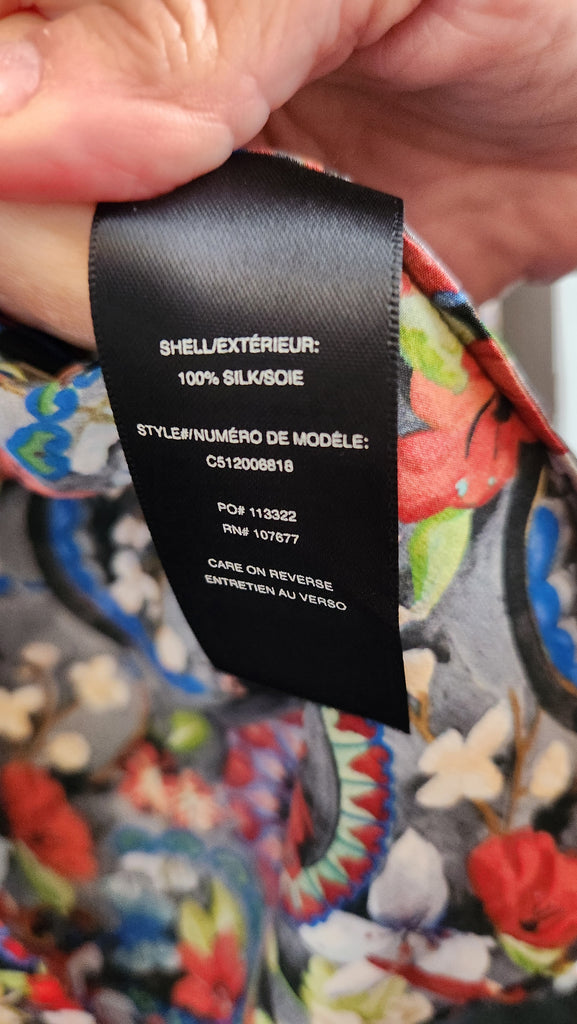 SHELL/EXTÉRIEUR:
100% SILK/SOIE
STYLE#/NUMÉRO DE MODÉLE:
C512006818
PO# 113322
RN# 107677
CARE ON REVERSE
ENTRETIEN AU VERSO